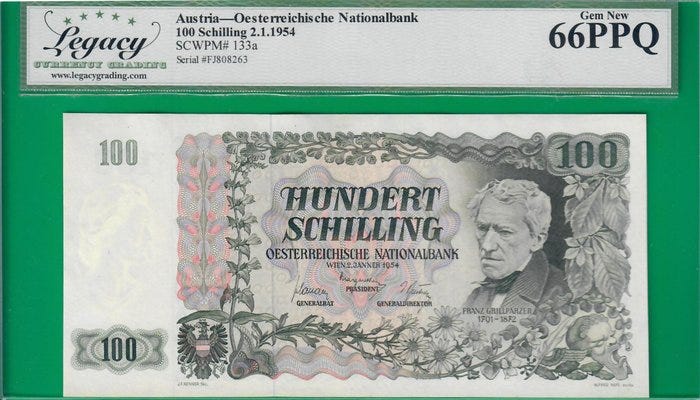 Legacy
CURRENCY GRADING
www.legacygrading.com
Austria—Oesterreichische Nationalbank
100 Schilling 2.1.1954
SCWPM# 133a
Serial #FJ808263
Gem New
66PPQ
100
100
HUNDERT
SCHILLING
OESTERREICHISCHE NATIONALBANK
WIEN, 2. JÄNNER 1954
PRÄSIDENT
GENERALRAT
GENERALDIREKTOR
FRANZ GRILLPARZER
1791-1872
100